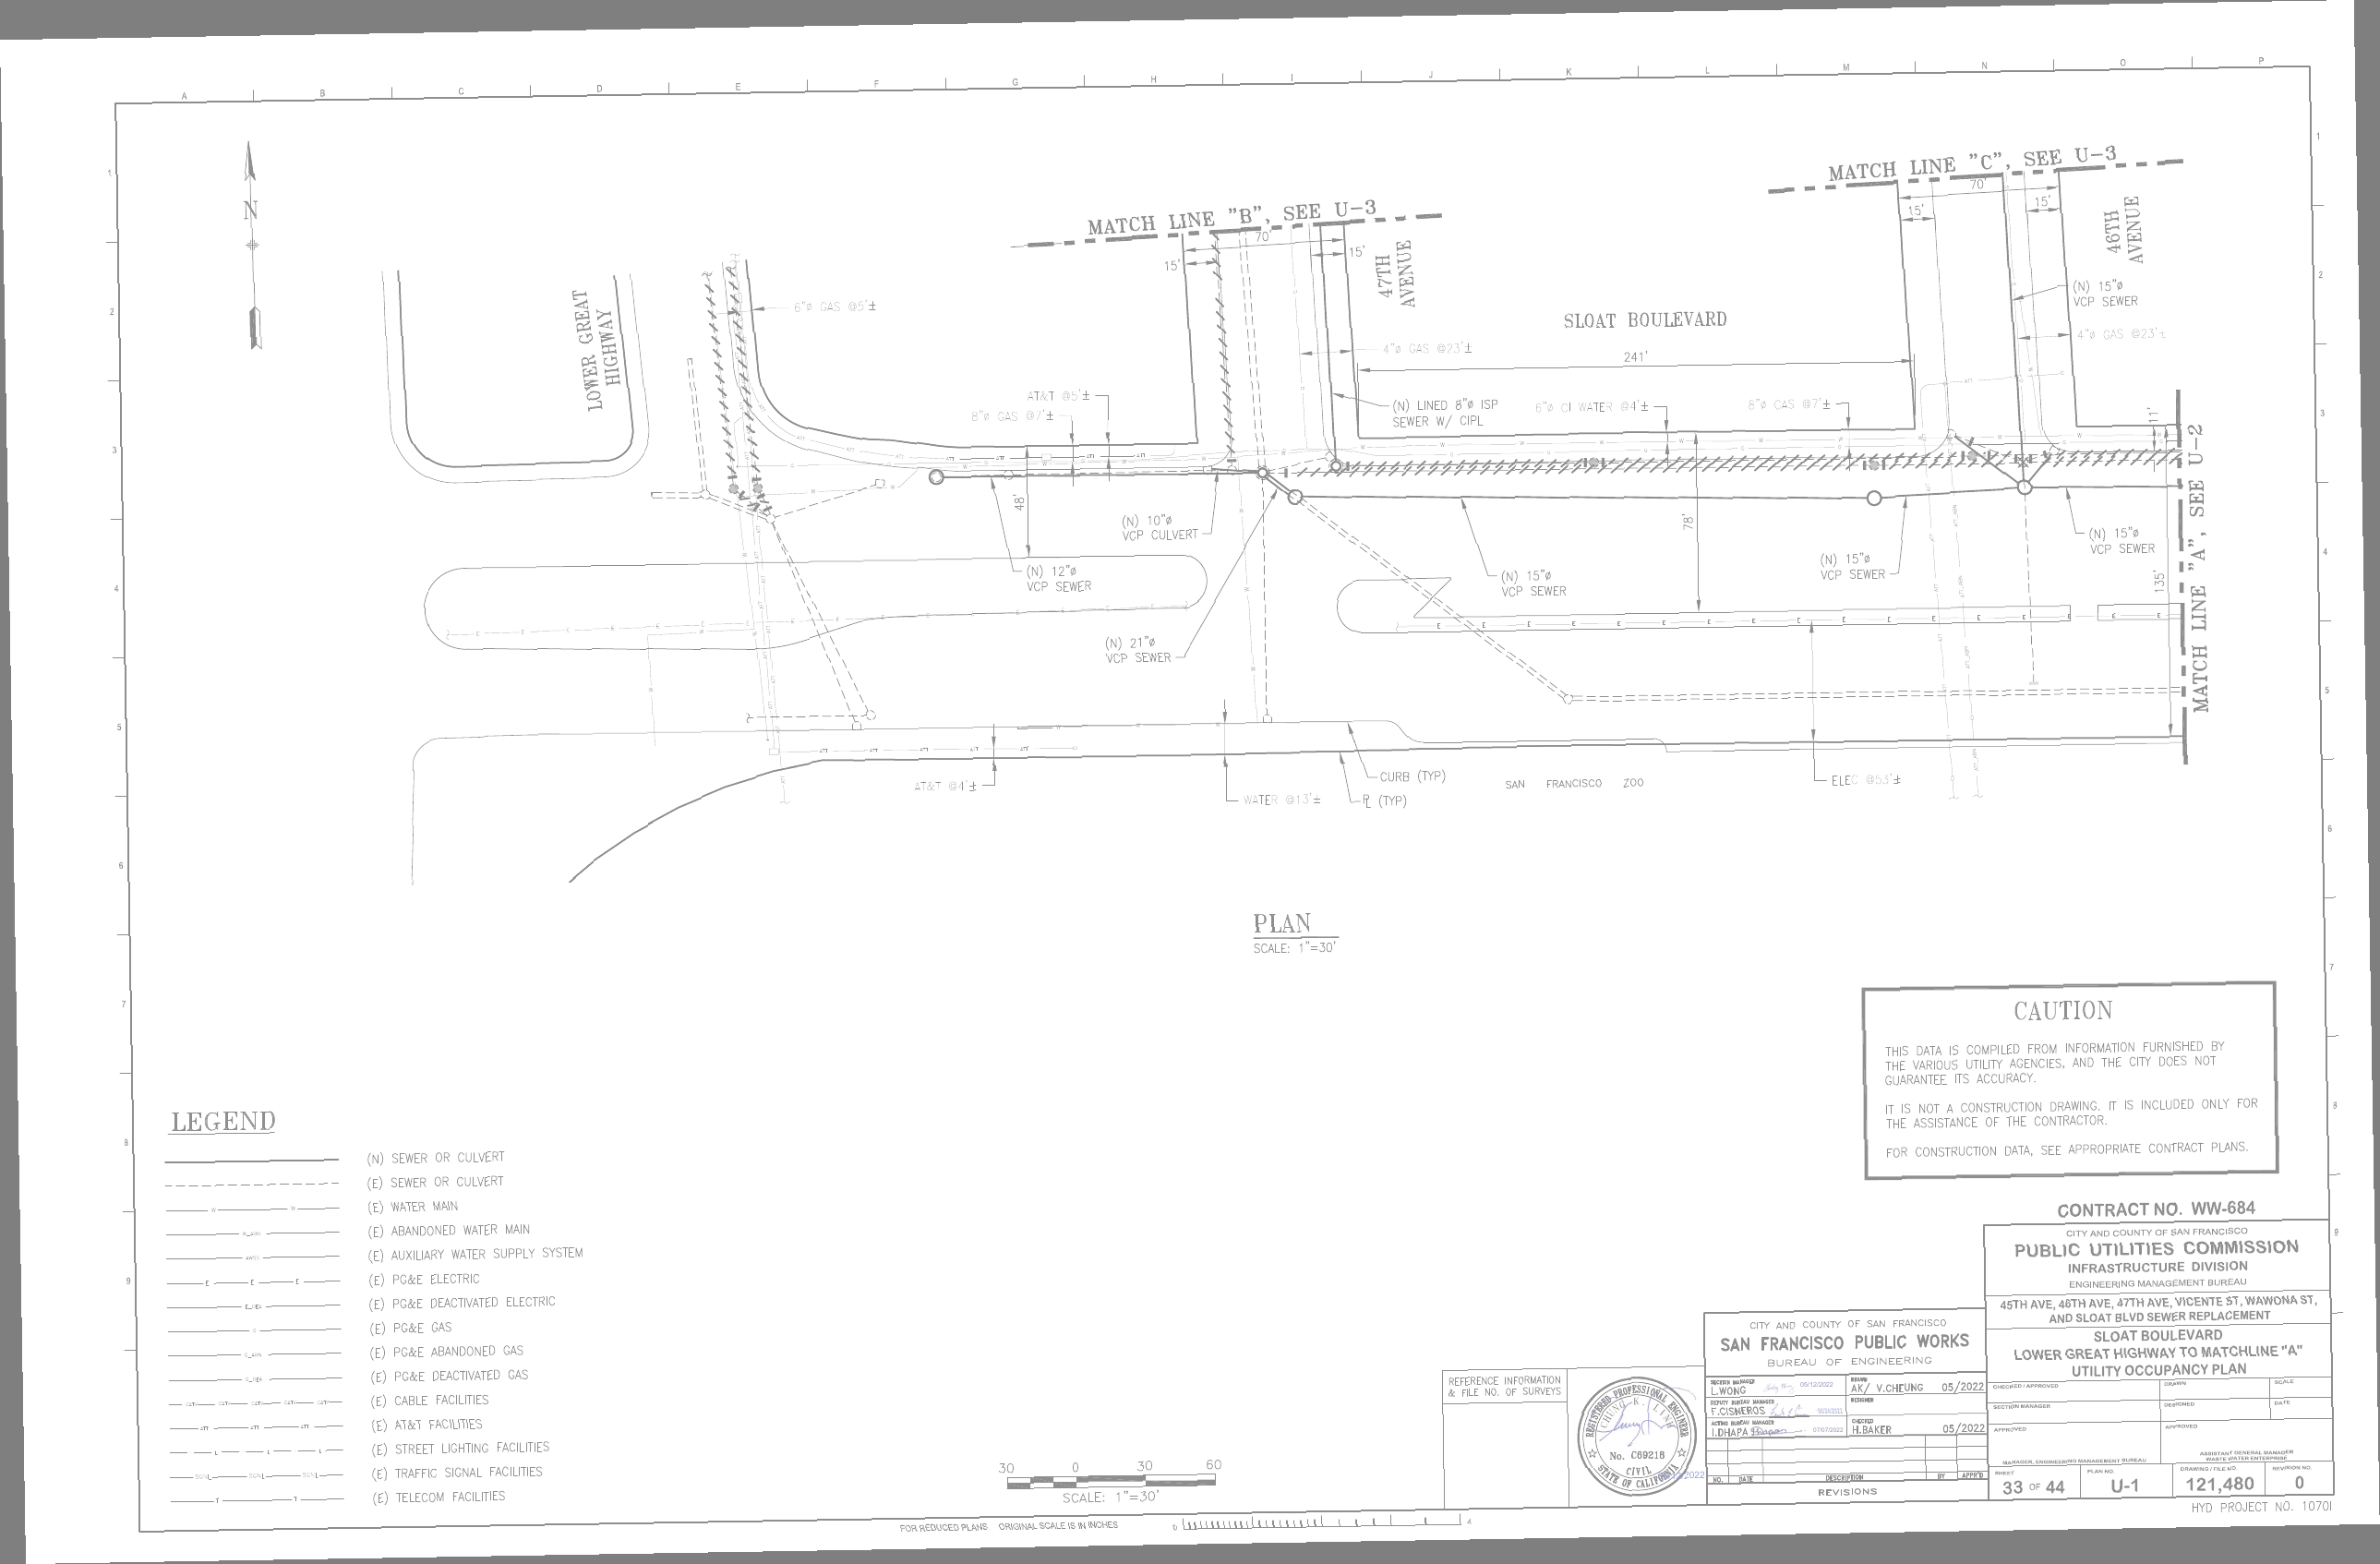 A B C D E F G H I J K L M N O P
N
MATCH LINE "B", SEE U-3
MATCH LINE "C", SEE U-3
70'
15'
15'
70'
15'
15'
47TH
AVENUE
46TH
AVENUE
LOWER GREAT
HIGHWAY
6"ø GAS @5'±
SLOAT BOULEVARD
(N) 15"ø
VCP SEWER
4"ø GAS @23'±
4"ø GAS @23'±
241'
AT&T @5'±
8"ø GAS @7'±
(N) LINED 8"ø ISP
SEWER W/ CIPL
6"ø CI WATER @4'±
8"ø GAS @7'±
11'
48'
78'
135'
MATCH LINE "A", SEE U-2
(N) 10"ø
VCP CULVERT
(N) 12"ø
VCP SEWER
(N) 15"ø
VCP SEWER
(N) 15"ø
VCP SEWER
(N) 15"ø
VCP SEWER
(N) 21"ø
VCP SEWER
AT&T @4'±
WATER @13'±
CURB (TYP)
PL (TYP)
SAN FRANCISCO ZOO
ELEC @53'±
PLAN
SCALE: 1"=30'
CAUTION
THIS DATA IS COMPILED FROM INFORMATION FURNISHED BY
THE VARIOUS UTILITY AGENCIES, AND THE CITY DOES NOT
GUARANTEE ITS ACCURACY.
IT IS NOT A CONSTRUCTION DRAWING. IT IS INCLUDED ONLY FOR
THE ASSISTANCE OF THE CONTRACTOR.
FOR CONSTRUCTION DATA, SEE APPROPRIATE CONTRACT PLANS.
LEGEND
(N) SEWER OR CULVERT
(E) SEWER OR CULVERT
(E) WATER MAIN
(E) ABANDONED WATER MAIN
(E) AUXILIARY WATER SUPPLY SYSTEM
(E) PG&E ELECTRIC
(E) PG&E DEACTIVATED ELECTRIC
(E) PG&E GAS
(E) PG&E ABANDONED GAS
(E) PG&E DEACTIVATED GAS
(E) CABLE FACILITIES
(E) AT&T FACILITIES
(E) STREET LIGHTING FACILITIES
(E) TRAFFIC SIGNAL FACILITIES
(E) TELECOM FACILITIES
30 0 30 60
SCALE: 1"=30'
FOR REDUCED PLANS ORIGINAL SCALE IS IN INCHES
0 4
REFERENCE INFORMATION
& FILE NO. OF SURVEYS
REGISTERED PROFESSIONAL ENGINEER
No. C69218
CIVIL
STATE OF CALIFORNIA
CITY AND COUNTY OF SAN FRANCISCO
SAN FRANCISCO PUBLIC WORKS
BUREAU OF ENGINEERING
SECTION MANAGER
L.WONG 05/12/2022
DRAWN
AK/ V.CHEUNG 05/2022
DEPUTY BUREAU MANAGER
F.CISNEROS
DESIGNER
ACTING BUREAU MANAGER
I.DHAPA 07/07/2022
CHECKED
H.BAKER 05/2022
NO. DATE DESCRIPTION BY APPR'D
REVISIONS
CONTRACT NO. WW-684
CITY AND COUNTY OF SAN FRANCISCO
PUBLIC UTILITIES COMMISSION
INFRASTRUCTURE DIVISION
ENGINEERING MANAGEMENT BUREAU
45TH AVE, 46TH AVE, 47TH AVE, VICENTE ST, WAWONA ST,
AND SLOAT BLVD SEWER REPLACEMENT
SLOAT BOULEVARD
LOWER GREAT HIGHWAY TO MATCHLINE "A"
UTILITY OCCUPANCY PLAN
CHECKED / APPROVED DRAWN SCALE
SECTION MANAGER DESIGNED DATE
APPROVED APPROVED
MANAGER, ENGINEERING MANAGEMENT BUREAU
ASSISTANT GENERAL MANAGER
WASTE WATER ENTERPRISE
SHEET PLAN NO. DRAWING / FILE NO. REVISION NO.
33 OF 44 U-1 121,480 0
HYD PROJECT NO. 1070I